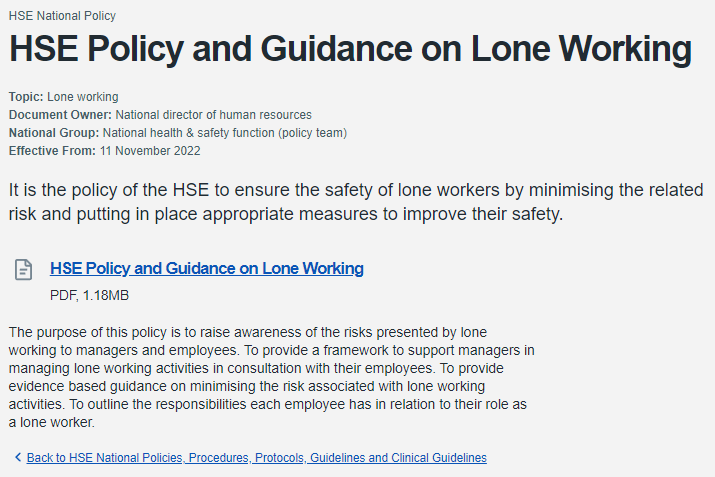 HSE National Policy
HSE Policy and Guidance on Lone Working
Topic: Lone working
Document Owner: National director of human resources
National Group: National health & safety function (policy team)
Effective From: 11 November 2022
It is the policy of the HSE to ensure the safety of lone workers by minimising the related
risk and putting in place appropriate measures to improve their safety.
HSE Policy and Guidance on Lone Working
PDF, 1.18MB
The purpose of this policy is to raise awareness of the risks presented by lone
working to managers and employees. To provide a framework to support managers in
managing lone working activities in consultation with their employees. To provide
evidence based guidance on minimising the risk associated with lone working
activities. To outline the responsibilities each employee has in relation to their role as
a lone worker.
Back to HSE National Policies, Procedures, Protocols, Guidelines and Clinical Guidelines